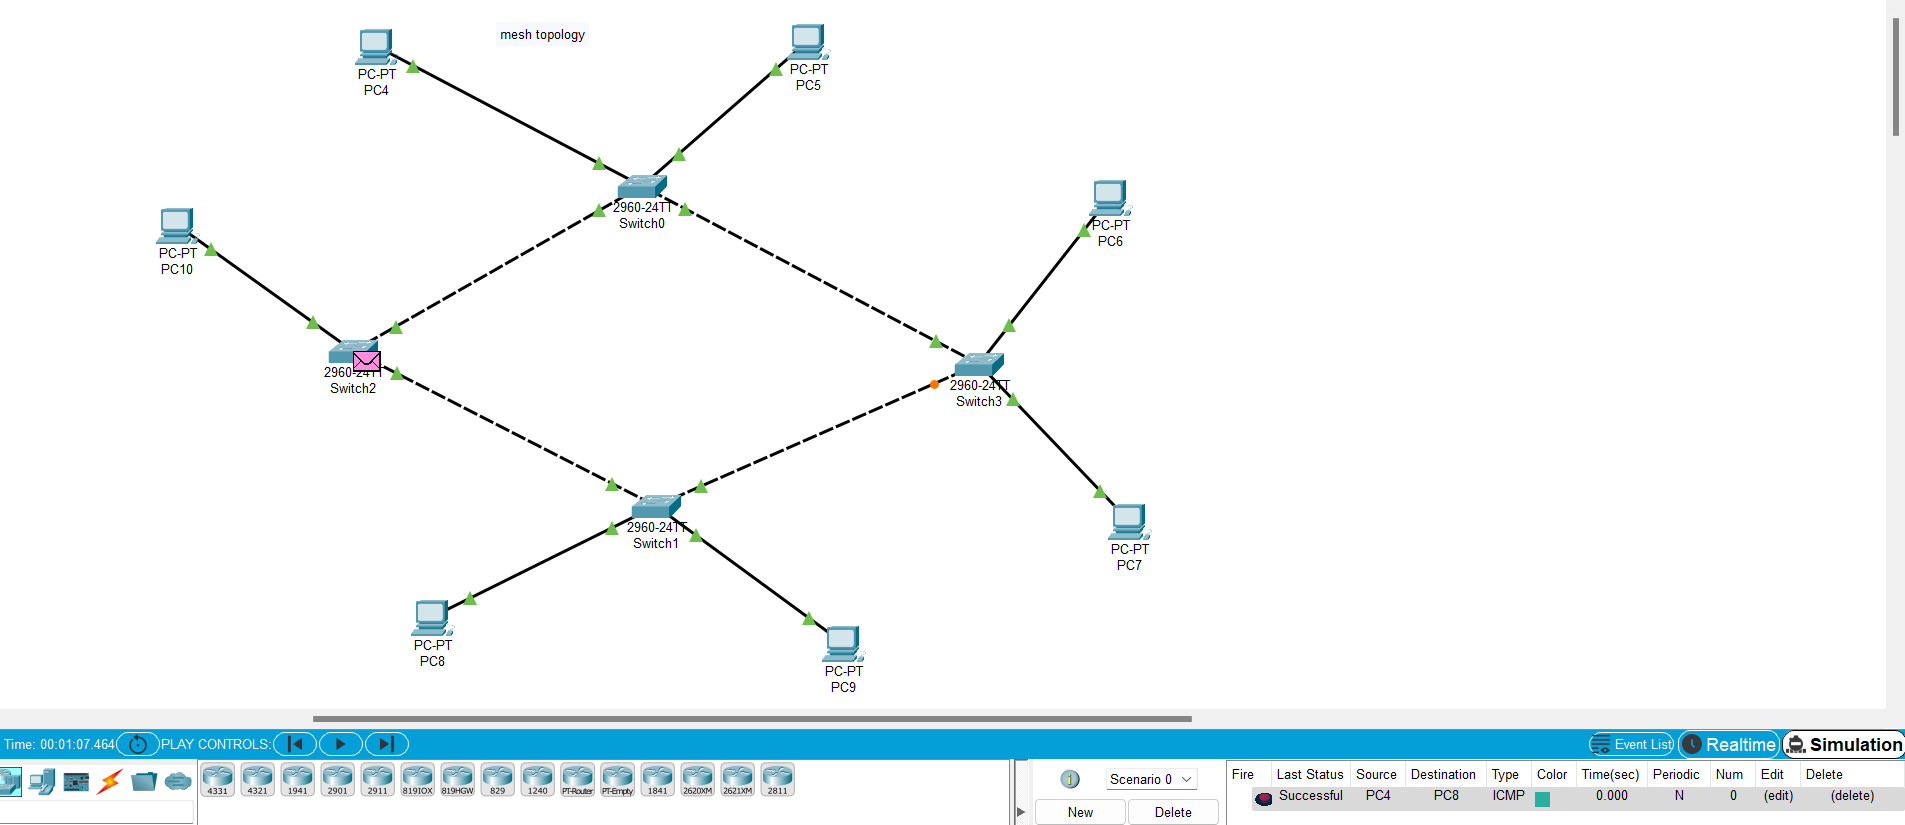 mesh topology
PC-PT
PC4
PC-PT
PC5
2960-24TT
Switch0
PC-PT
PC6
PC-PT
PC10
2960-24TT
Switch2
2960-24TT
Switch3
2960-24TT
Switch1
PC-PT
PC7
PC-PT
PC8
PC-PT
PC9
Time: 00:01:07.464 PLAY CONTROLS: Event List Realtime Simulation
4331 4321 1941 2901 2911 819IOX 819HGW 829 1240 PT-Router PT-Empty 1841 2620XM 2621XM 2811
Scenario 0
New Delete
Fire Last Status Source Destination Type Color Time(sec) Periodic Num Edit Delete
Successful PC4 PC8 ICMP 0.000 N 0 (edit) (delete)